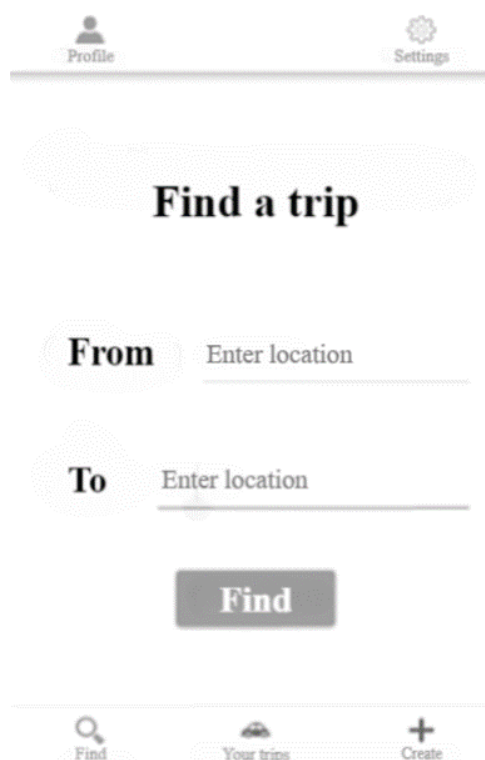 Profile Settings
Find a trip
From Enter location
To Enter location
Find
Find Your trips Create